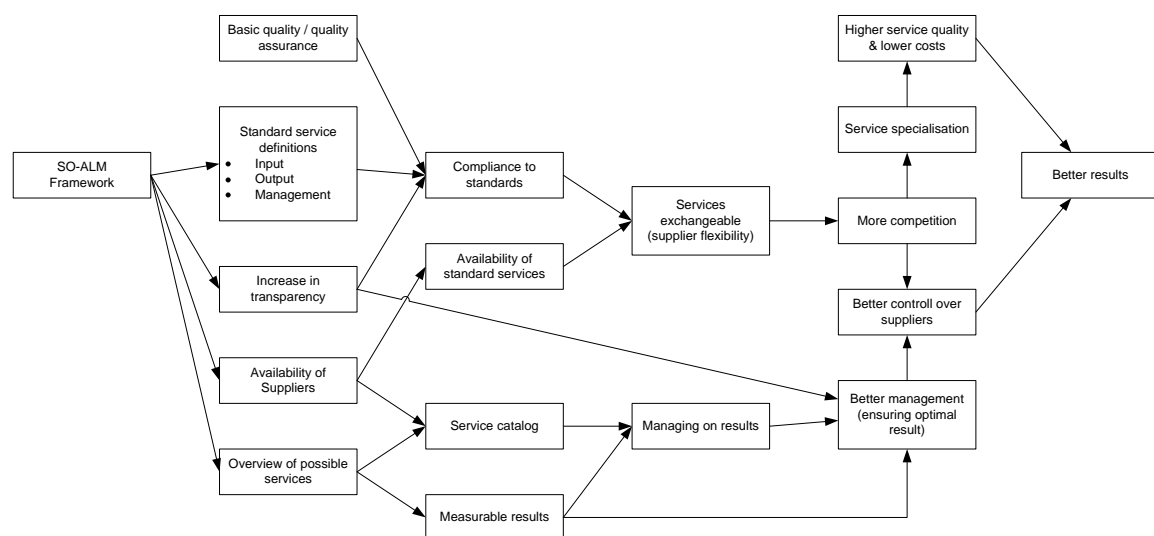 SO-ALM
Framework
Basic quality / quality
assurance
Standard service
definitions
• Input
• Output
• Management
Increase in
transparency
Availability of
Suppliers
Overview of possible
services
Compliance to
standards
Availability of
standard services
Service catalog
Measurable results
Services
exchangeable
(supplier flexibility)
Managing on results
Higher service quality
& lower costs
Service specialisation
More competition
Better controll over
suppliers
Better management
(ensuring optimal
result)
Better results